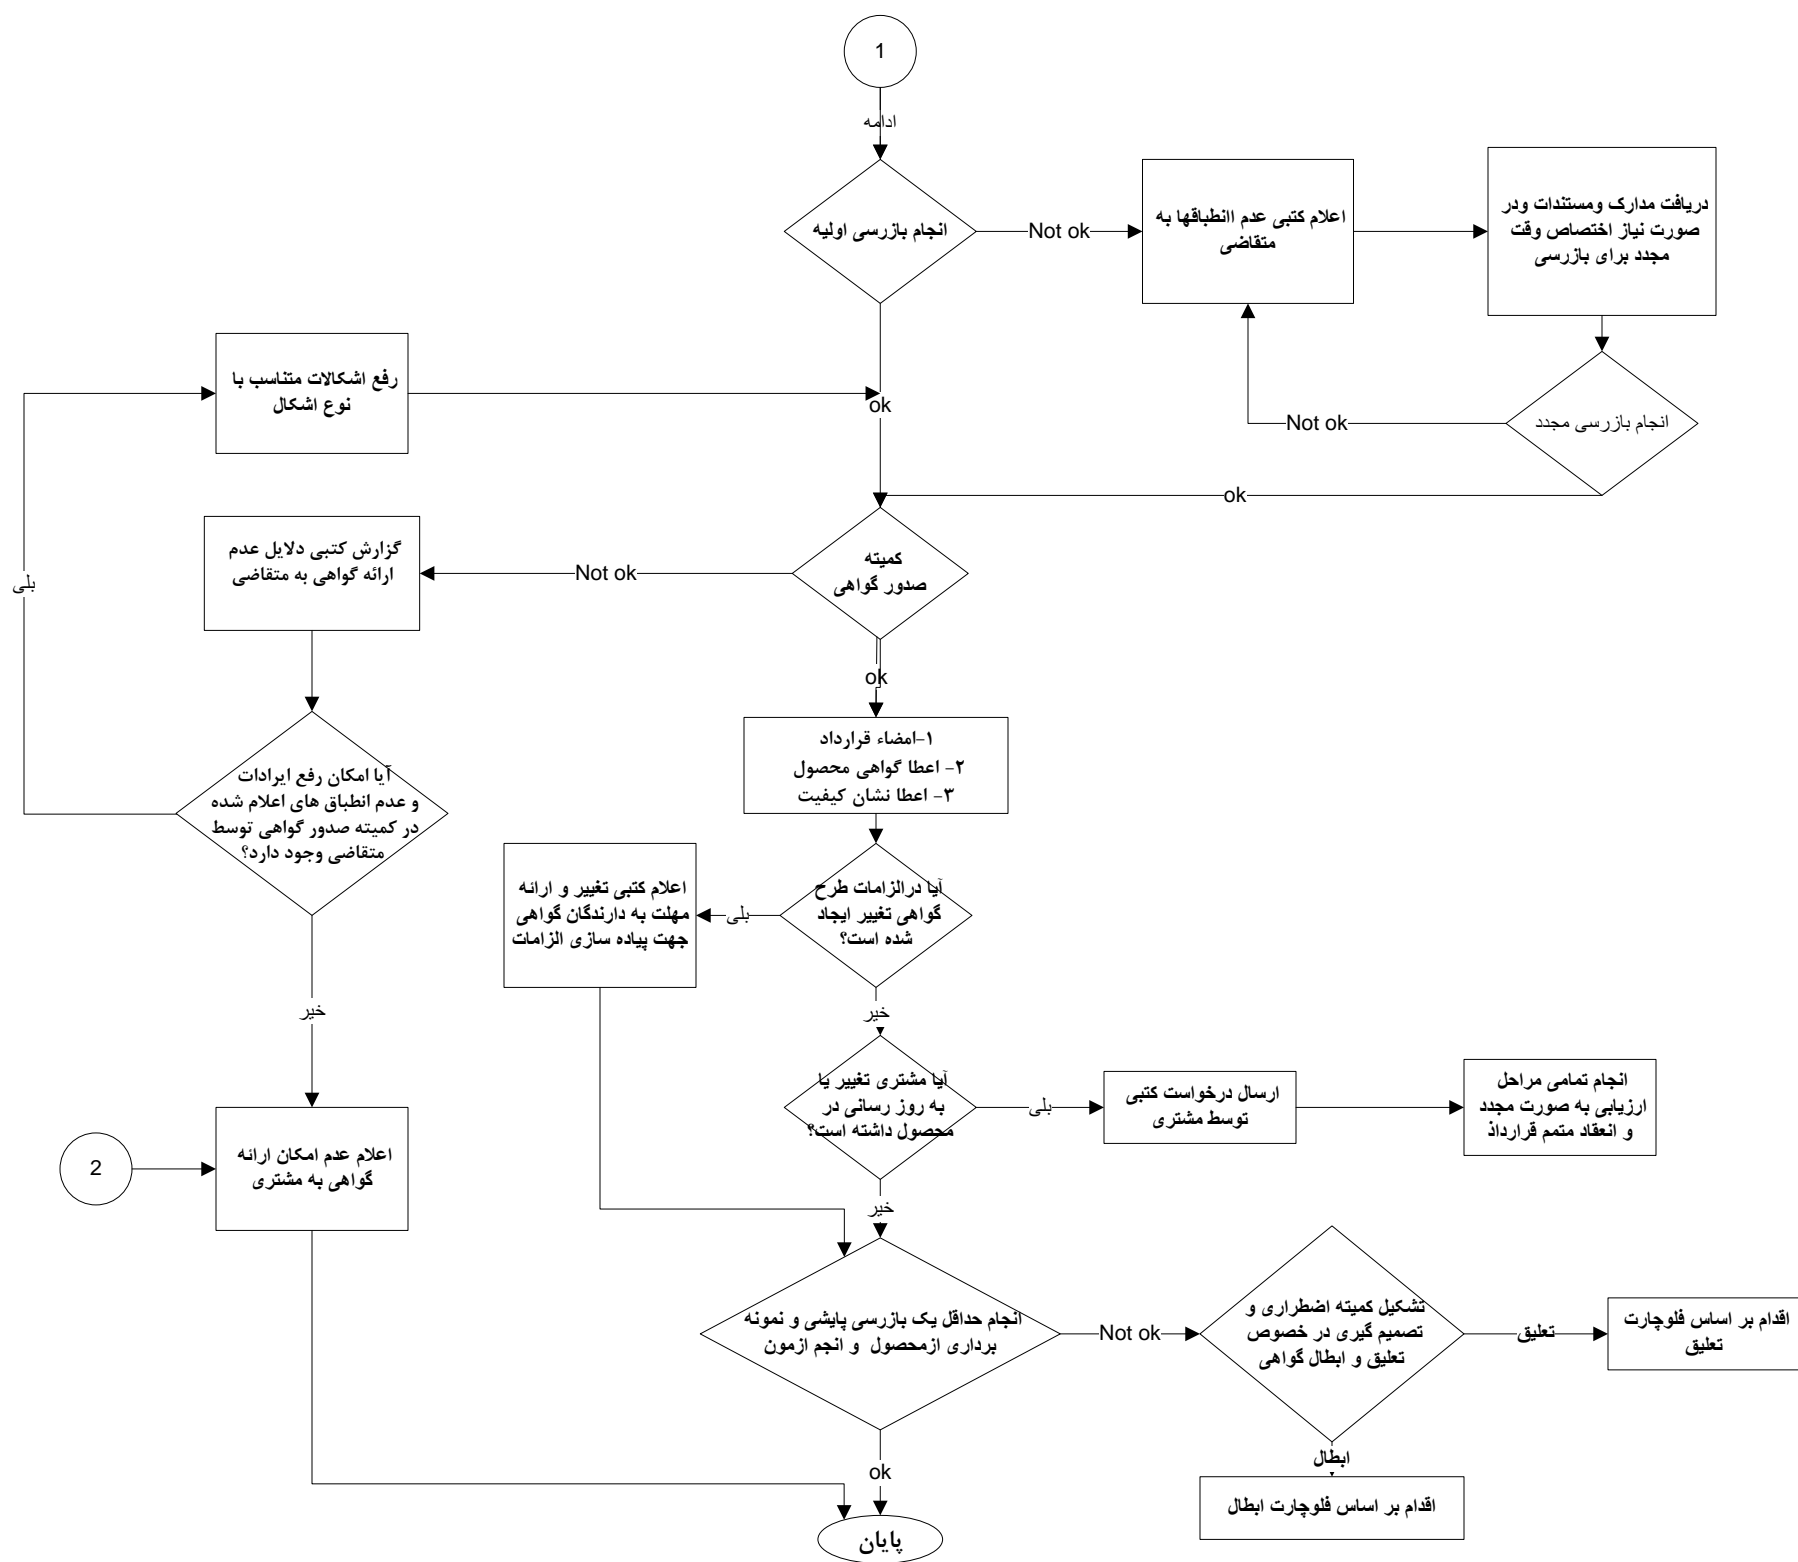 1
ادامه
انجام بازرسی اولیه
Not ok
اعلام کتبی عدم اانطباقها به
متقاضی
دریافت مدارک ومستندات ودر
صورت نیاز اختصاص وقت
مجدد برای بازرسی
انجام بازرسی مجدد
Not ok
ok
رفع اشکالات متناسب با
نوع اشکال
ok
کمیته
صدور گواهی
Not ok
گزارش کتبی دلایل عدم
ارائه گواهی به متقاضی
بلی
ok
آیا امکان رفع ایرادات
و عدم انطباق های اعلام شده
در کمیته صدور گواهی توسط
متقاضی وجود دارد؟
۱-امضاء قرارداد
۲- اعطا گواهی محصول
۳- اعطا نشان کیفیت
آیا درالزامات طرح
گواهی تغییر ایجاد
شده است؟
بلی
اعلام کتبی تغییر و ارائه
مهلت به دارندگان گواهی
جهت پیاده سازی الزامات
خیر
خیر
آیا مشتری تغییر یا
به روز رسانی در
محصول داشته است؟
بلی
ارسال درخواست کتبی
توسط مشتری
انجام تمامی مراحل
ارزیابی به صورت مجدد
و انعقاد متمم قرارداذ
2
اعلام عدم امکان ارائه
گواهی به مشتری
خیر
انجام حداقل یک بازرسی پایشی و نمونه
برداری ازمحصول و انجم ازمون
Not ok
تشکیل کمیته اضطراری و
تصمیم گیری در خصوص
تعلیق و ابطال گواهی
تعلیق
اقدام بر اساس فلوچارت
تعلیق
ابطال
اقدام بر اساس فلوچارت ابطال
ok
پایان